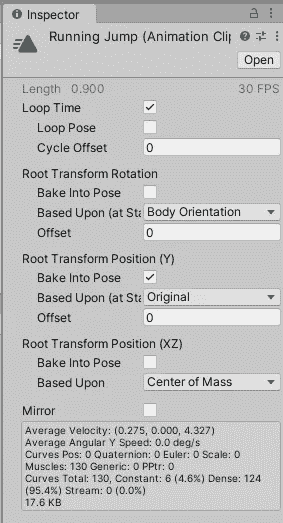 Inspector
Running Jump (Animation Cli
Open
Length 0.900 30 FPS
Loop Time
Loop Pose
Cycle Offset 0
Root Transform Rotation
Bake Into Pose
Based Upon (at Sta Body Orientation
Offset 0
Root Transform Position (Y)
Bake Into Pose
Based Upon (at Sta Original
Offset 0
Root Transform Position (XZ)
Bake Into Pose
Based Upon Center of Mass
Mirror
Average Velocity: (0.275, 0.000, 4.327)
Average Angular Y Speed: 0.0 deg/s
Curves Pos: 0 Quaternion: 0 Euler: 0 Scale: 0
Muscles: 130 Generic: 0 PPtr: 0
Curves Total: 130, Constant: 6 (4.6%) Dense: 124
(95.4%) Stream: 0 (0.0%)
17.6 KB